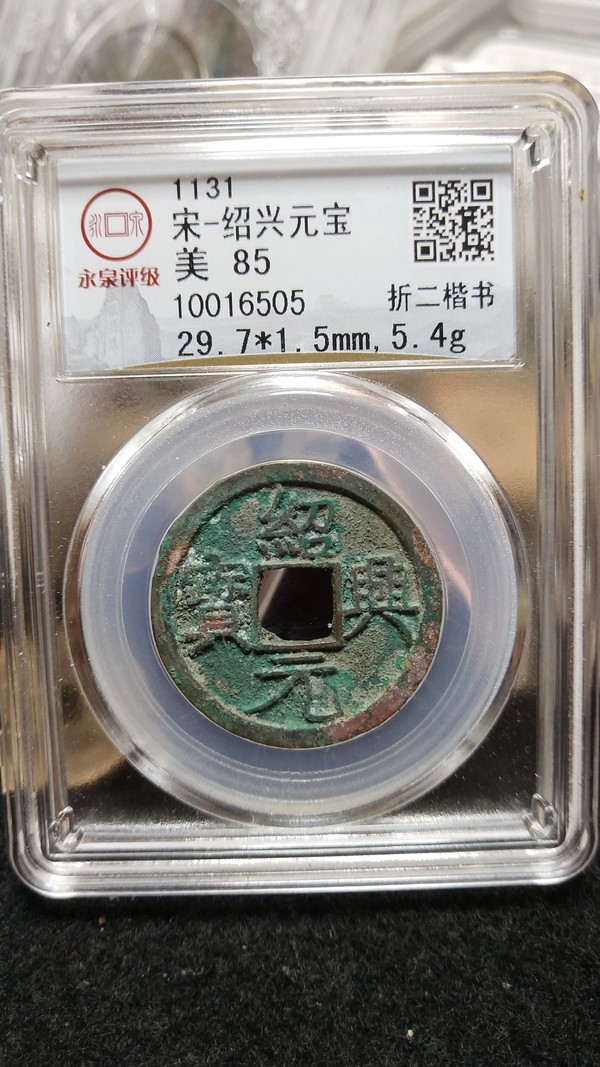 1131
宋-绍兴元宝
美 85
永泉评级
10016505
折二楷书
29.7*1.5mm,5.4g
紹
興
元
寶